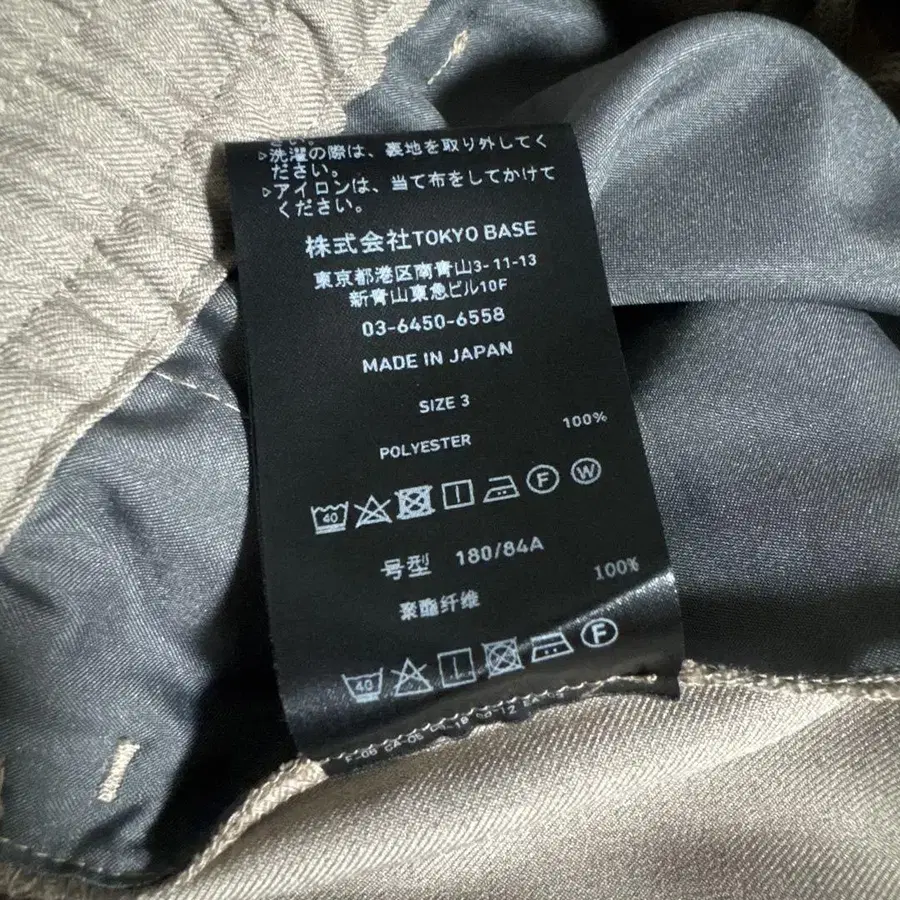 ▷洗濯の際は、裏地を取り外してく
ださい。
▷アイロンは、当て布をしてかけて
ください。
株式会社TOKYO BASE
東京都港区南青山3-11-13
新青山東急ビル10F
03-6450-6558
MADE IN JAPAN
SIZE 3
POLYESTER 100%
40 F W
号型 180/84A
聚酯纤维 100%
40 F